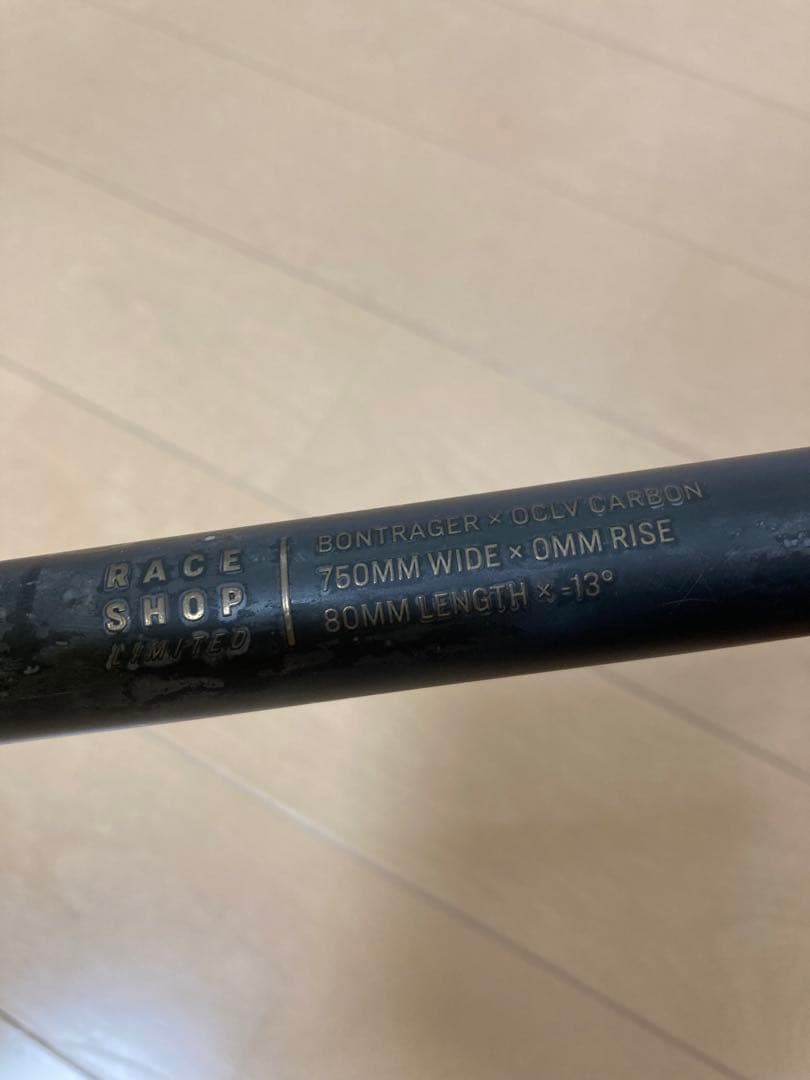 RACE
SHOP
LIMITED
BONTRAGER × OCLV CARBON
750MM WIDE × 0MM RISE
80MM LENGTH × -13°